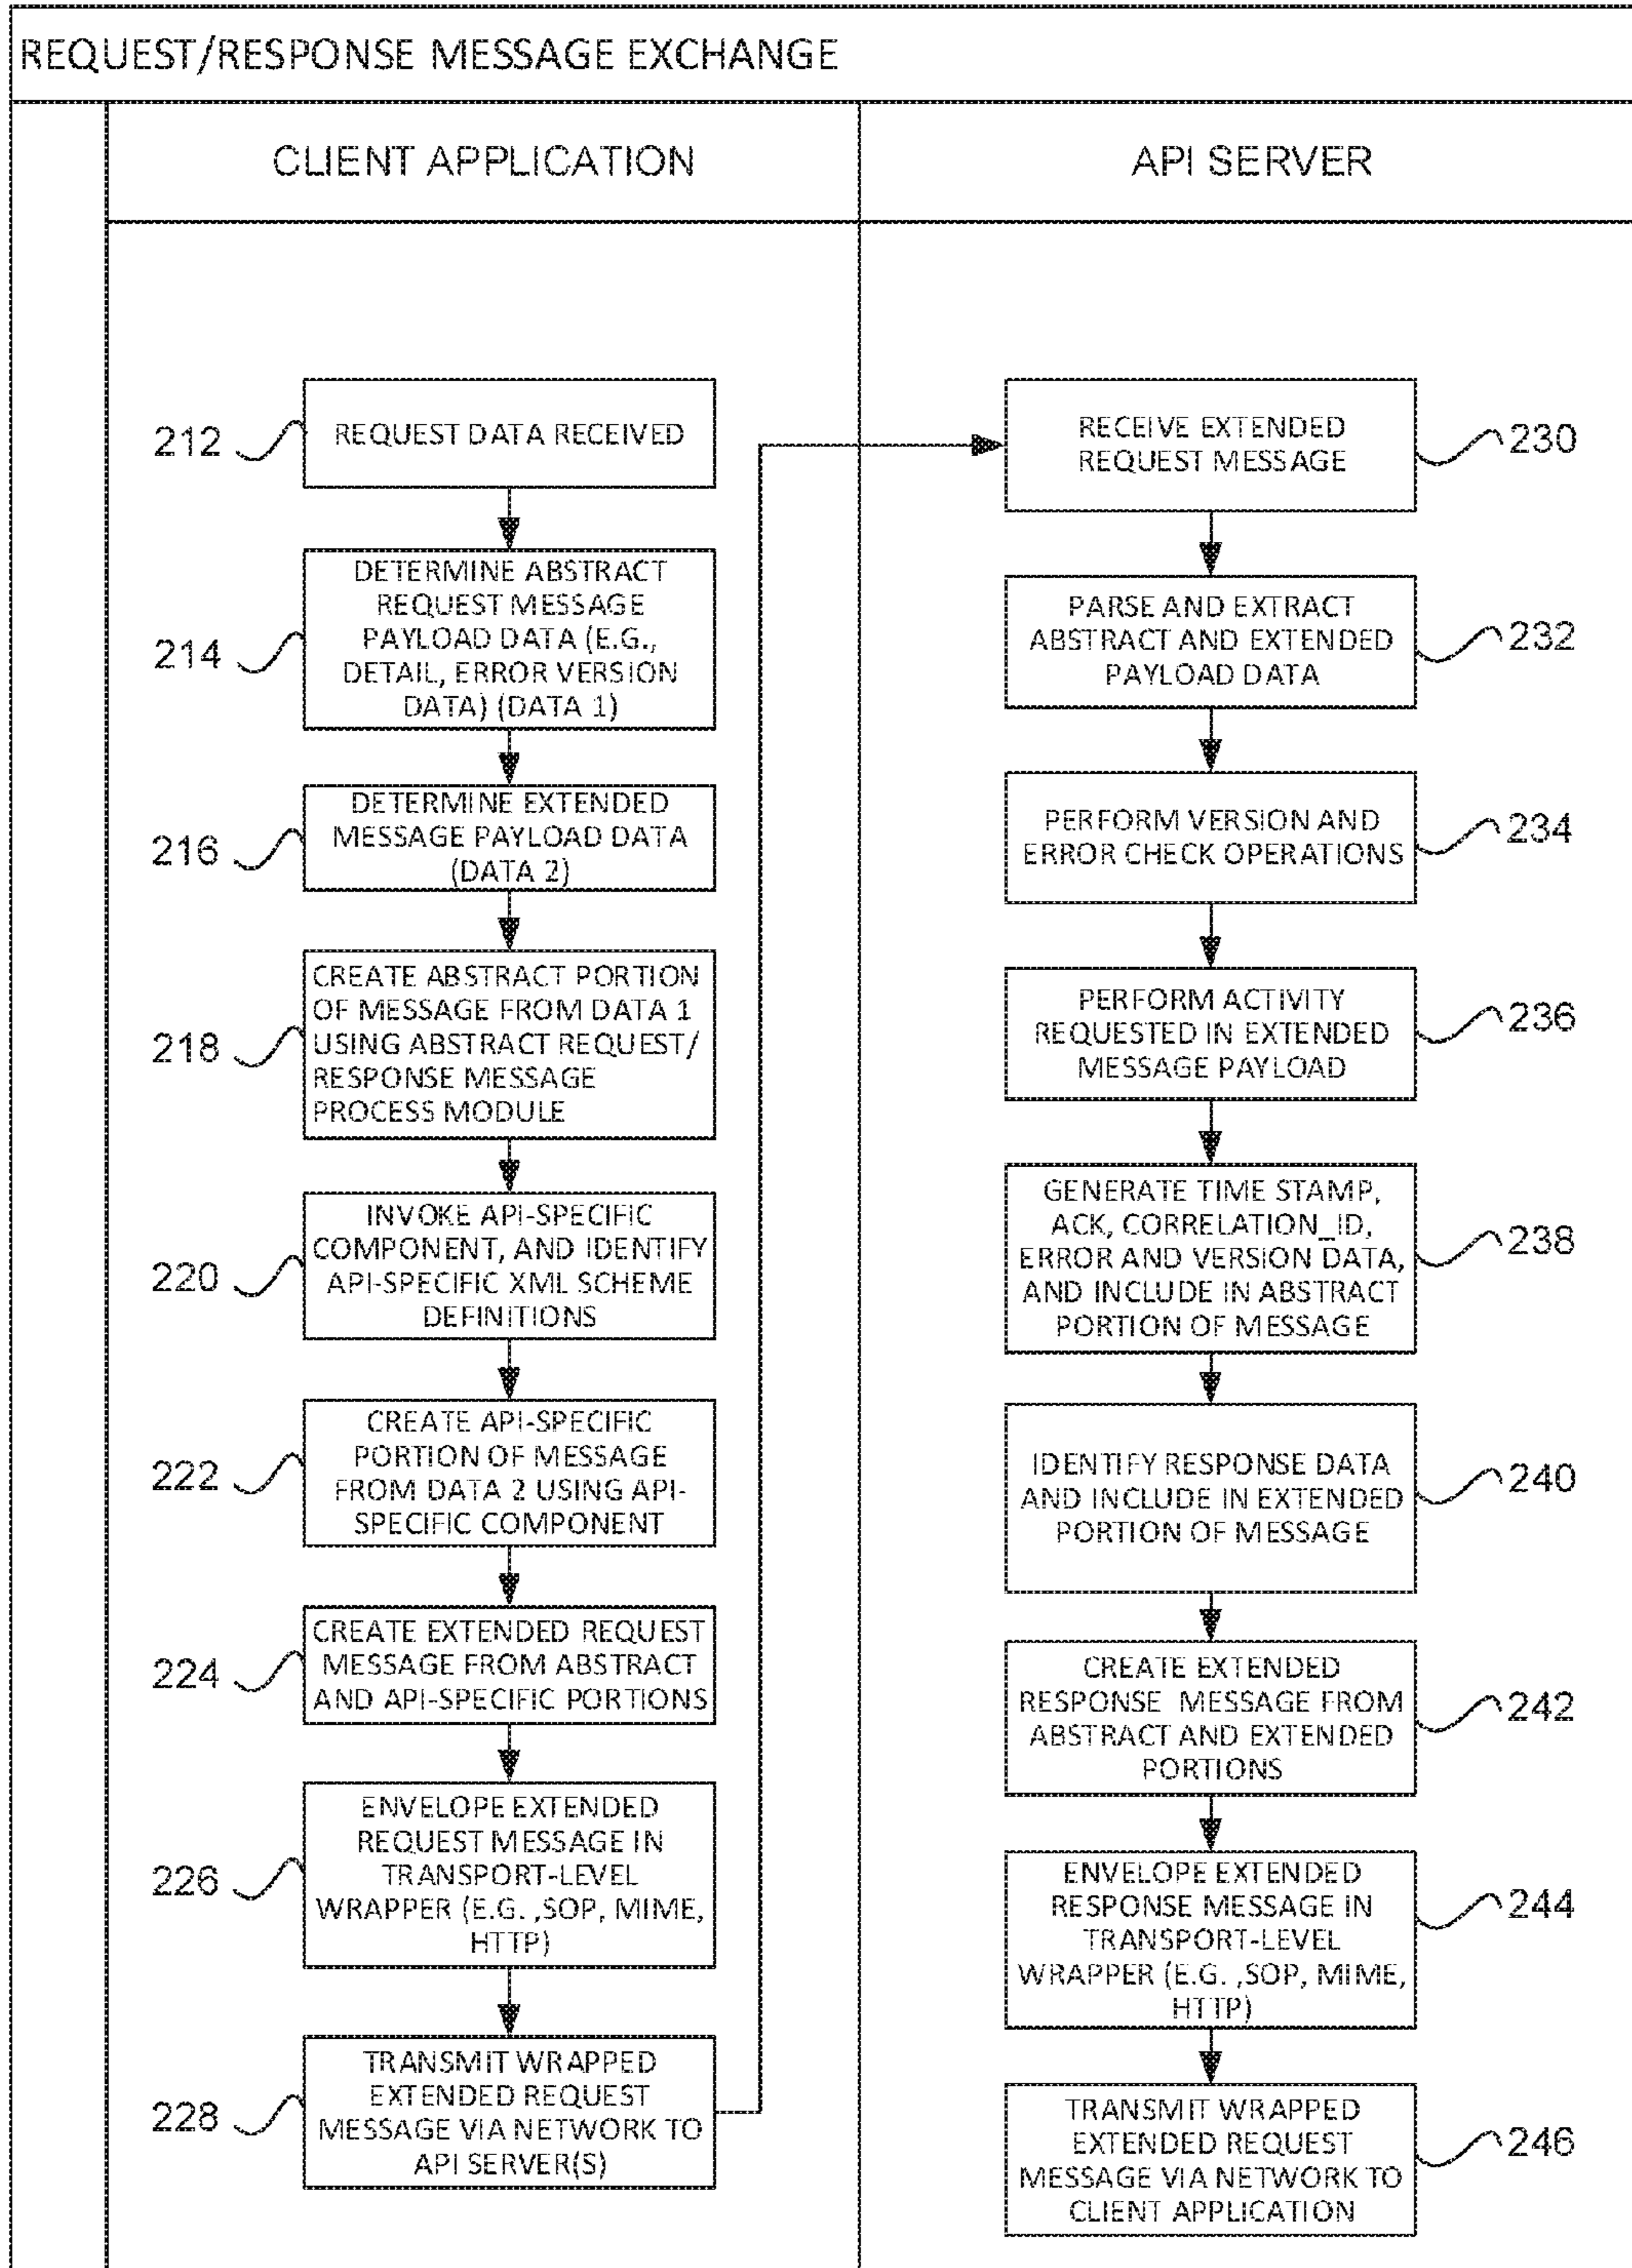 REQUEST/RESPONSE MESSAGE EXCHANGE
CLIENT APPLICATION
212
REQUEST DATA RECEIVED
214
DETERMINE ABSTRACT
REQUEST MESSAGE
PAYLOAD DATA (E.G.,
DETAIL, ERROR VERSION
DATA) (DATA 1)
216
DETERMINE EXTENDED
MESSAGE PAYLOAD DATA
(DATA 2)
218
CREATE ABSTRACT PORTION
OF MESSAGE FROM DATA 1
USING ABSTRACT REQUEST/
RESPONSE MESSAGE
PROCESS MODULE
220
INVOKE API-SPECIFIC
COMPONENT, AND IDENTIFY
API-SPECIFIC XML SCHEME
DEFINITIONS
222
CREATE API-SPECIFIC
PORTION OF MESSAGE
FROM DATA 2 USING API-
SPECIFIC COMPONENT
224
CREATE EXTENDED REQUEST
MESSAGE FROM ABSTRACT
AND API-SPECIFIC PORTIONS
226
ENVELOPE EXTENDED
REQUEST MESSAGE IN
TRANSPORT-LEVEL
WRAPPER (E.G. ,SOP, MIME,
HTTP)
228
TRANSMIT WRAPPED
EXTENDED REQUEST
MESSAGE VIA NETWORK TO
API SERVER(S)
API SERVER
RECEIVE EXTENDED
REQUEST MESSAGE
230
PARSE AND EXTRACT
ABSTRACT AND EXTENDED
PAYLOAD DATA
232
PERFORM VERSION AND
ERROR CHECK OPERATIONS
234
PERFORM ACTIVITY
REQUESTED IN EXTENDED
MESSAGE PAYLOAD
236
GENERATE TIME STAMP,
ACK, CORRELATION_ID,
ERROR AND VERSION DATA,
AND INCLUDE IN ABSTRACT
PORTION OF MESSAGE
238
IDENTIFY RESPONSE DATA
AND INCLUDE IN EXTENDED
PORTION OF MESSAGE
240
CREATE EXTENDED
RESPONSE MESSAGE FROM
ABSTRACT AND EXTENDED
PORTIONS
242
ENVELOPE EXTENDED
RESPONSE MESSAGE IN
TRANSPORT-LEVEL
WRAPPER (E.G. ,SOP, MIME,
HTTP)
244
TRANSMIT WRAPPED
EXTENDED REQUEST
MESSAGE VIA NETWORK TO
CLIENT APPLICATION
246